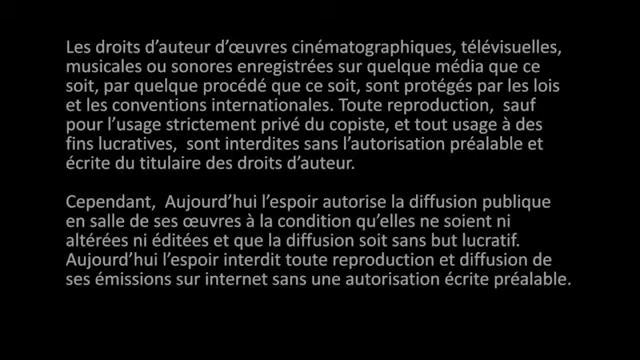 Les droits d’auteur d’œuvres cinématographiques, télévisuelles,
musicales ou sonores enregistrées sur quelque média que ce
soit, par quelque procédé que ce soit, sont protégés par les lois
et les conventions internationales. Toute reproduction,  sauf
pour l’usage strictement privé du copiste, et tout usage à des
fins lucratives,  sont interdites sans l’autorisation préalable et
écrite du titulaire des droits d’auteur.

Cependant,  Aujourd’hui l’espoir autorise la diffusion publique
en salle de ses œuvres à la condition qu’elles ne soient ni
altérées ni éditées et que la diffusion soit sans but lucratif.
Aujourd’hui l’espoir interdit toute reproduction et diffusion de
ses émissions sur internet sans une autorisation écrite préalable.